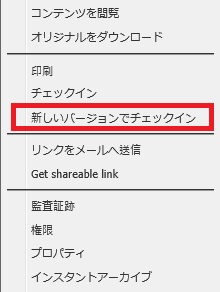 コンテンツを閲覧
オリジナルをダウンロード
印刷
チェックイン
新しいバージョンでチェックイン
リンクをメールへ送信
Get shareable link
監査証跡
権限
プロパティ
インスタントアーカイブ